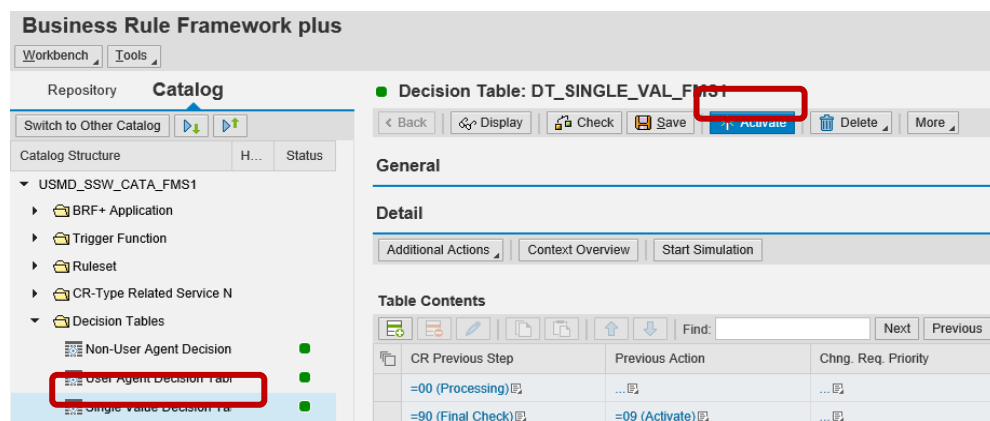 Business Rule Framework plus
Workbench Tools
Repository Catalog
Switch to Other Catalog
Catalog Structure H... Status
USMD_SSW_CATA_FMS1
BRF+ Application
Trigger Function
Ruleset
CR-Type Related Service N
Decision Tables
Non-User Agent Decision
User Agent Decision Tabl
Single Value Decision Ta
Decision Table: DT_SINGLE_VAL_FMS1
< Back Display Check Save Activate Delete More
General
Detail
Additional Actions Context Overview Start Simulation
Table Contents
Find: Next Previous
CR Previous Step Previous Action Chng. Req. Priority
=00 (Processing) ... ...
=90 (Final Check) =09 (Activate) ...